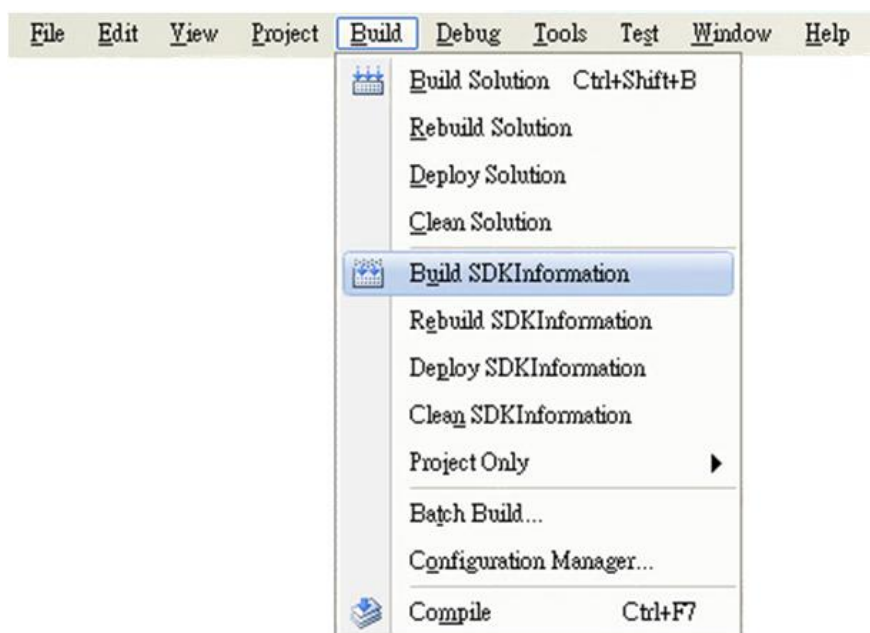 File Edit View Project Build Debug Tools Test Window Help
Build Solution Ctrl+Shift+B
Rebuild Solution
Deploy Solution
Clean Solution
Build SDKInformation
Rebuild SDKInformation
Deploy SDKInformation
Clean SDKInformation
Project Only
Batch Build...
Configuration Manager...
Compile Ctrl+F7